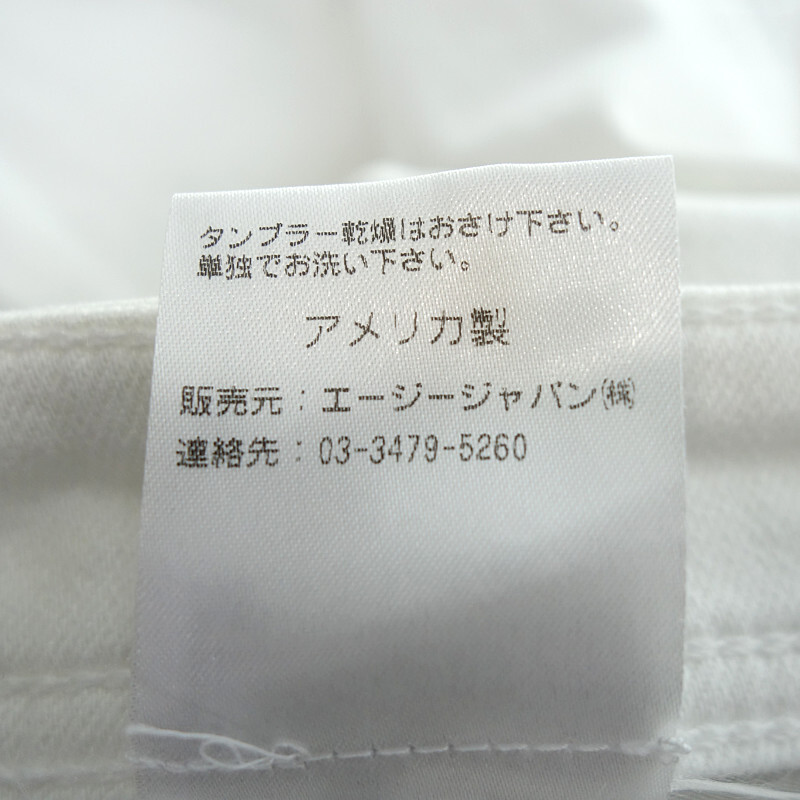 タンブラー乾燥はおさけ下さい。
単独でお洗い下さい。
アメリカ製
販売元：エージージャパン㈱
連絡先：03-3479-5260